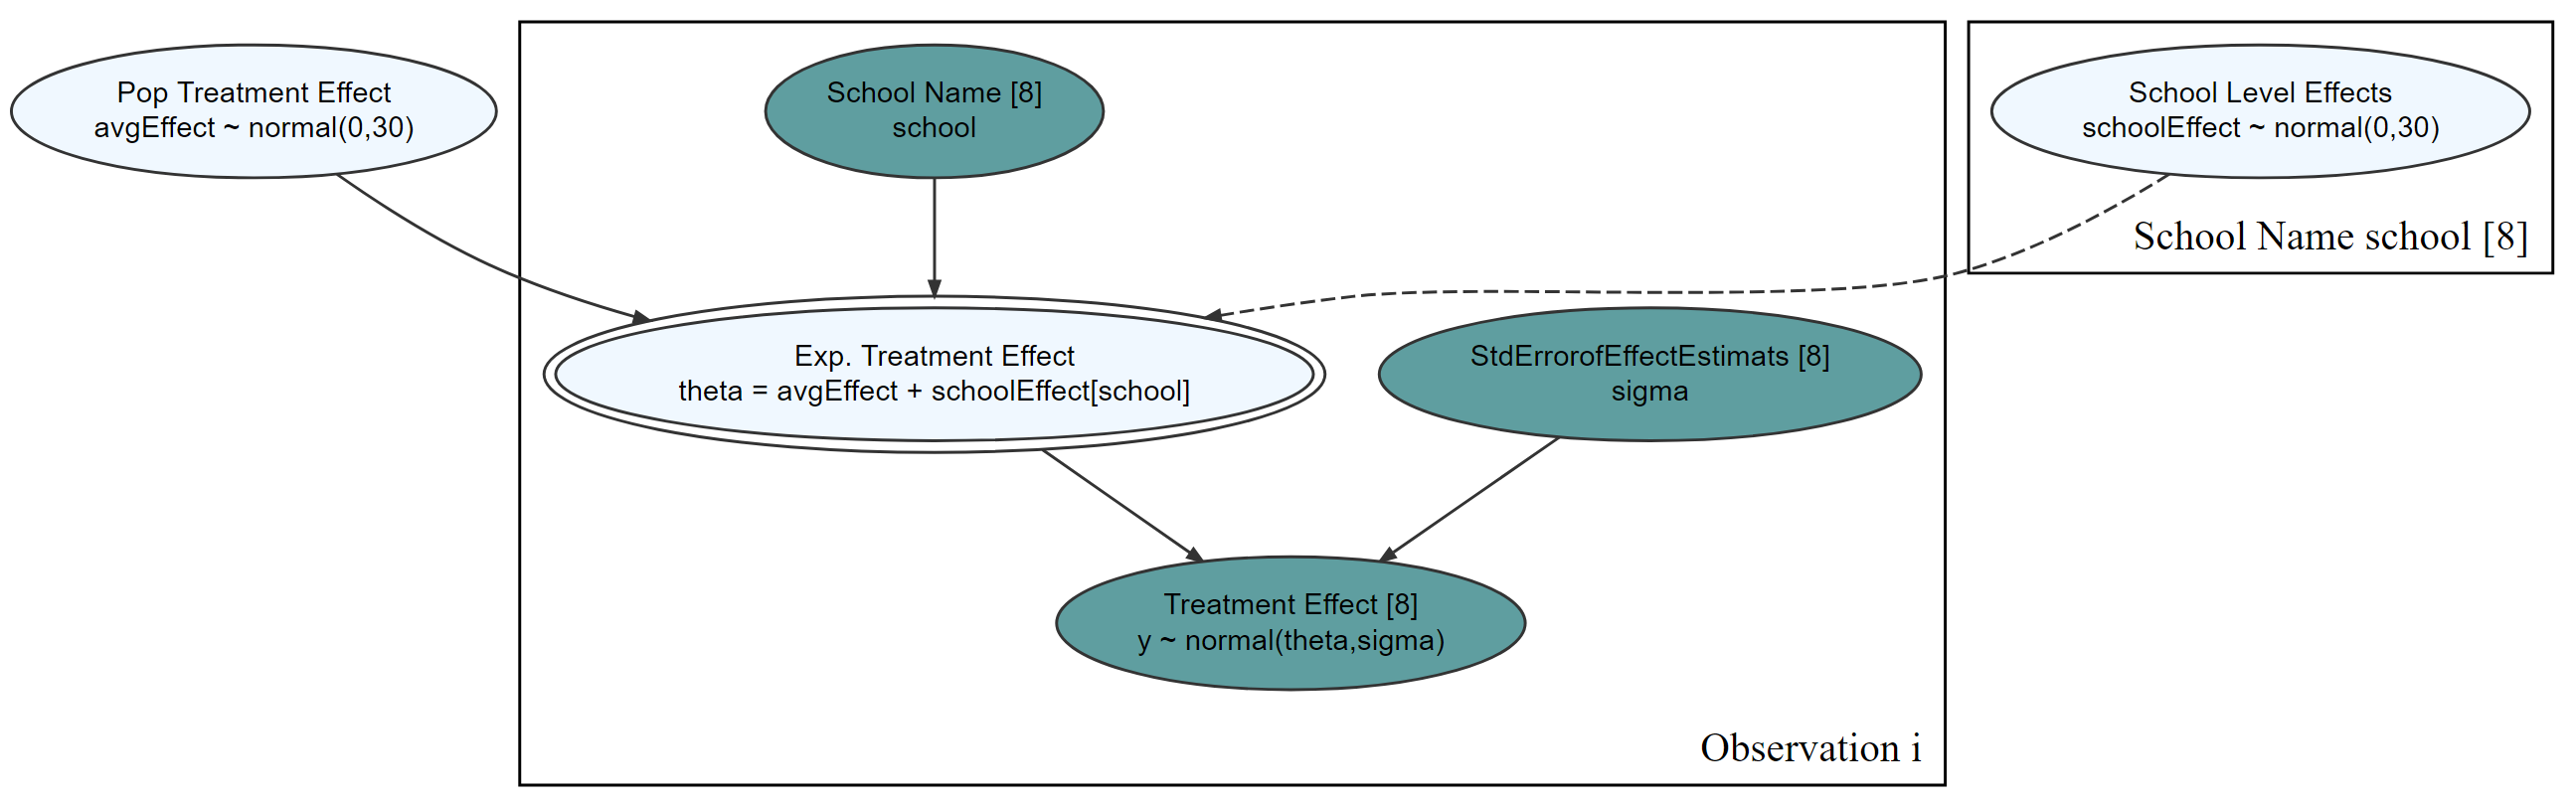 Pop Treatment Effect
avgEffect ~ normal(0,30)
School Name [8]
school
School Level Effects
schoolEffect ~ normal(0,30)
School Name school [8]
Exp. Treatment Effect
theta = avgEffect + schoolEffect[school]
StdErrorofEffectEstimats [8]
sigma
Treatment Effect [8]
y ~ normal(theta,sigma)
Observation i